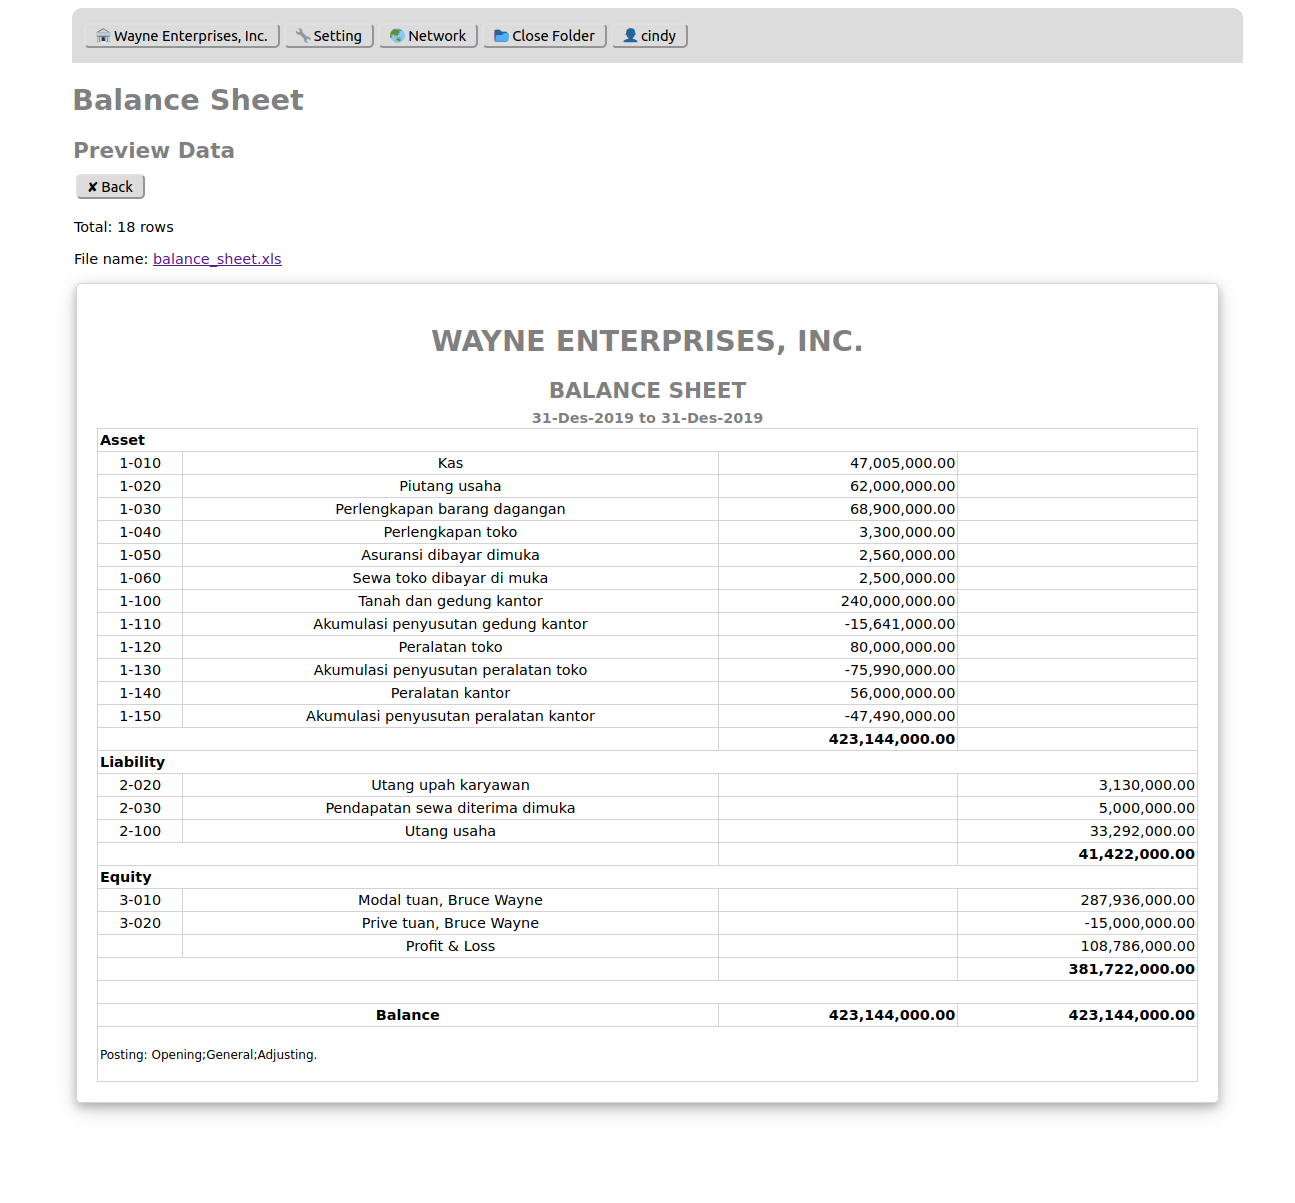 Wayne Enterprises, Inc. Setting Network Close Folder cindy
Balance Sheet
Preview Data
✘ Back
Total: 18 rows
File name: balance_sheet.xls
WAYNE ENTERPRISES, INC.
BALANCE SHEET
31-Des-2019 to 31-Des-2019
Asset
1-010 Kas 47,005,000.00
1-020 Piutang usaha 62,000,000.00
1-030 Perlengkapan barang dagangan 68,900,000.00
1-040 Perlengkapan toko 3,300,000.00
1-050 Asuransi dibayar dimuka 2,560,000.00
1-060 Sewa toko dibayar di muka 2,500,000.00
1-100 Tanah dan gedung kantor 240,000,000.00
1-110 Akumulasi penyusutan gedung kantor -15,641,000.00
1-120 Peralatan toko 80,000,000.00
1-130 Akumulasi penyusutan peralatan toko -75,990,000.00
1-140 Peralatan kantor 56,000,000.00
1-150 Akumulasi penyusutan peralatan kantor -47,490,000.00
423,144,000.00
Liability
2-020 Utang upah karyawan 3,130,000.00
2-030 Pendapatan sewa diterima dimuka 5,000,000.00
2-100 Utang usaha 33,292,000.00
41,422,000.00
Equity
3-010 Modal tuan, Bruce Wayne 287,936,000.00
3-020 Prive tuan, Bruce Wayne -15,000,000.00
Profit & Loss 108,786,000.00
381,722,000.00
Balance 423,144,000.00 423,144,000.00
Posting: Opening;General;Adjusting.